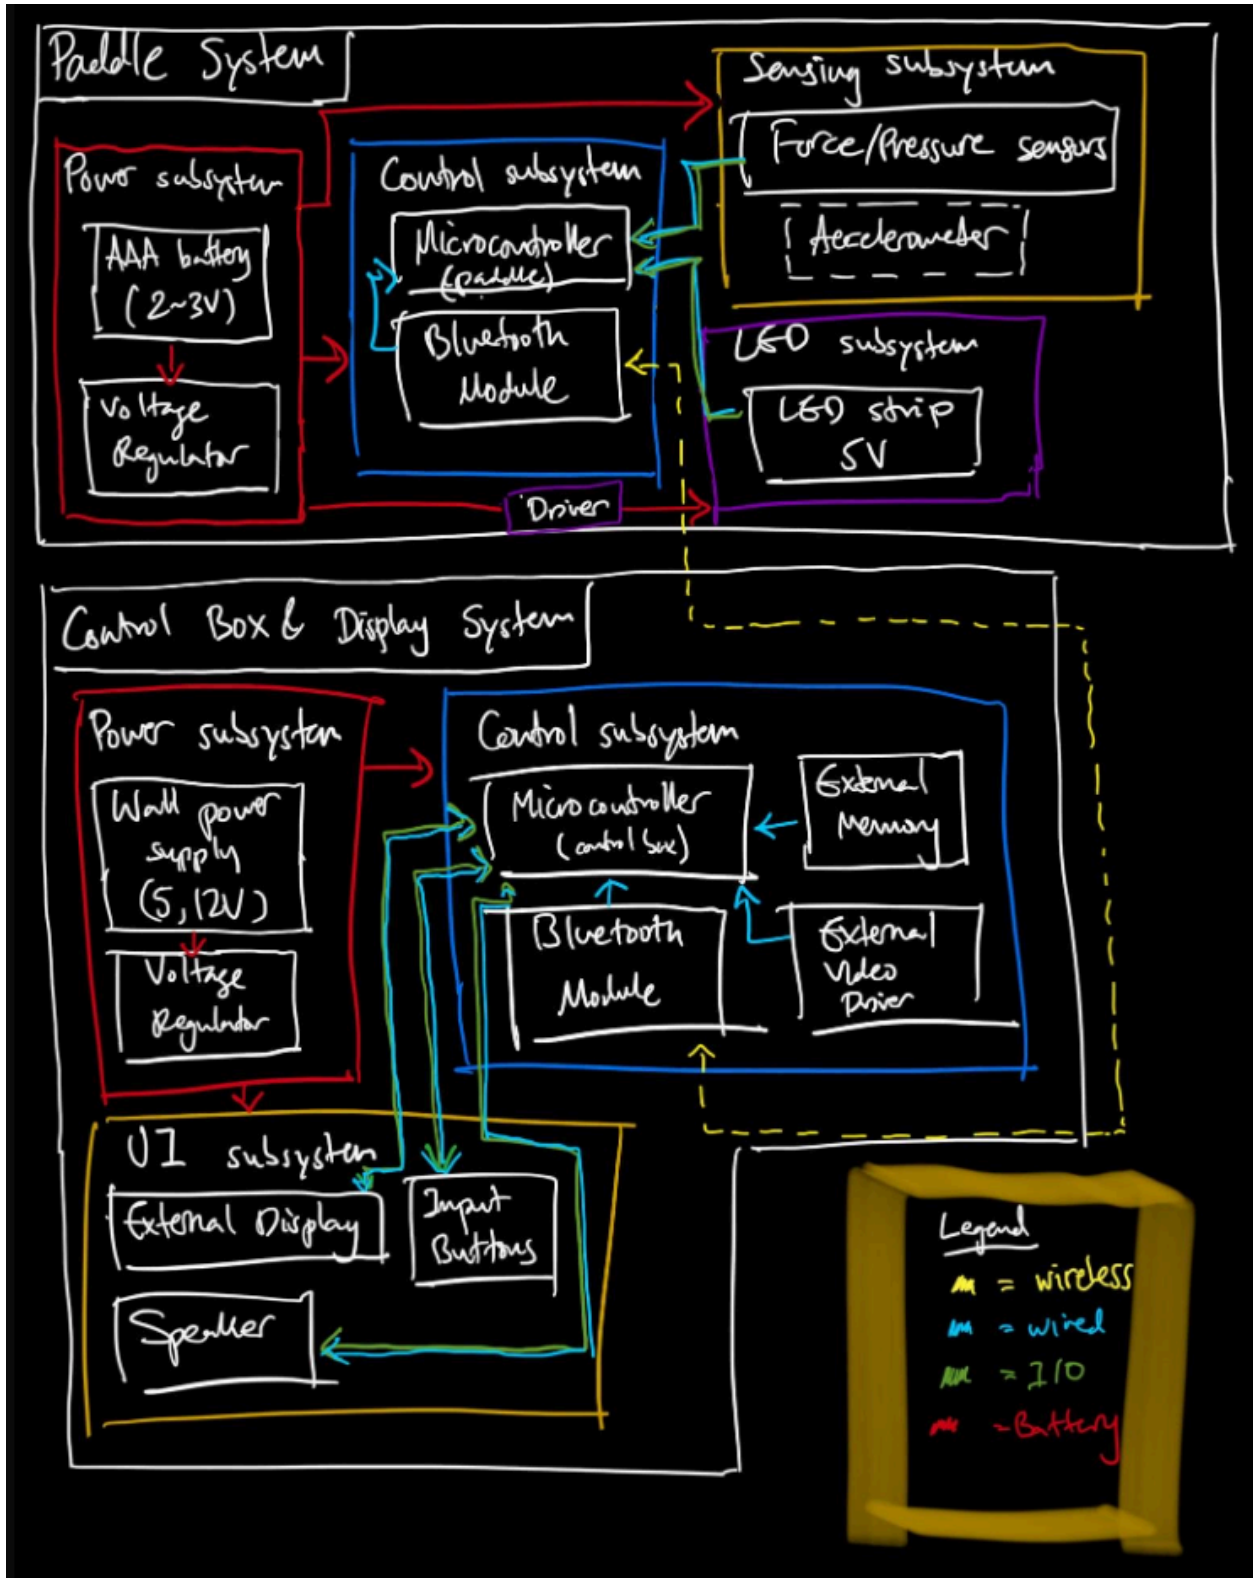 Paddle System
Power subsystem
AAA battery
(2~3V)
Voltage
Regulator
Control subsystem
Microcontroller
(paddle)
Bluetooth
Module
Sensing subsystem
Force/Pressure sensors
Accelerometer
LED subsystem
LED strip
5V
Driver
Control Box & Display System
Power subsystem
Wall power
supply
(5,12V)
Voltage
Regulator
Control subsystem
Microcontroller
(control box)
External
Memory
Bluetooth
Module
External
Video
Driver
UI subsystem
External Display
Input
Buttons
Speaker
Legend
= wireless
= wired
= I/O
= Battery